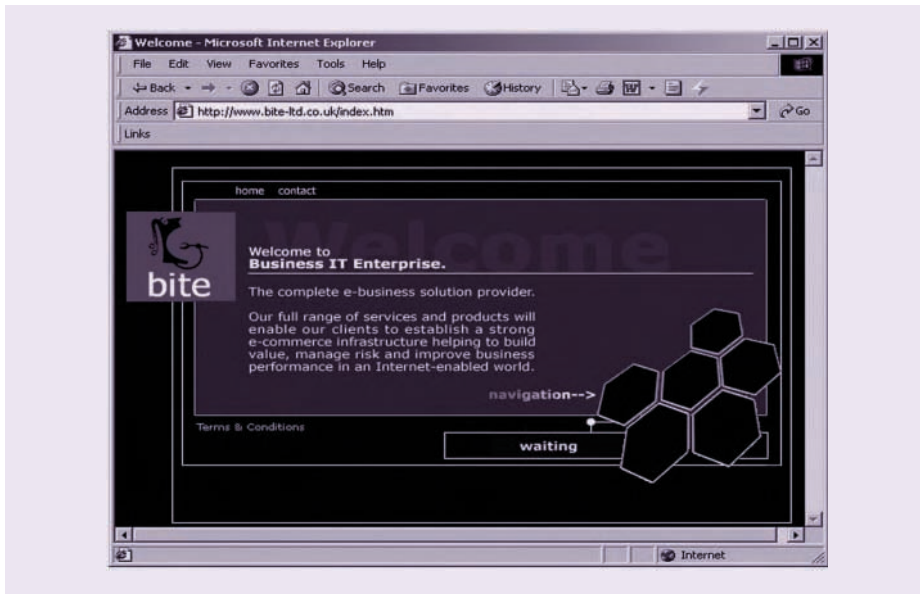 Welcome - Microsoft Internet Explorer
File Edit View Favorites Tools Help
Back Search Favorites History W
Address http://www.bite-ltd.co.uk/index.htm Go
Links
home contact
Welcome
bite
Welcome to
Business IT Enterprise.
The complete e-business solution provider.
Our full range of services and products will
enable our clients to establish a strong
e-commerce infrastructure helping to build
value, manage risk and improve business
performance in an Internet-enabled world.
navigation-->
Terms & Conditions
waiting
Internet